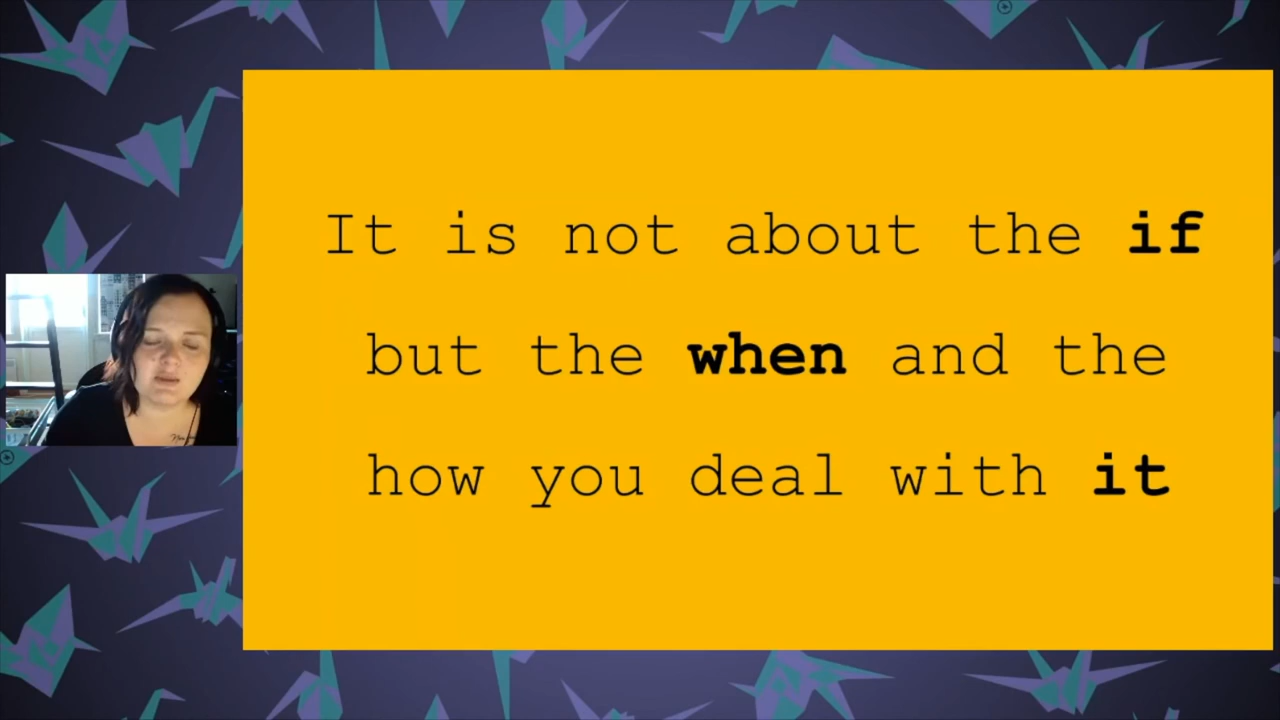 It is not about the if
but the when and the
how you deal with it